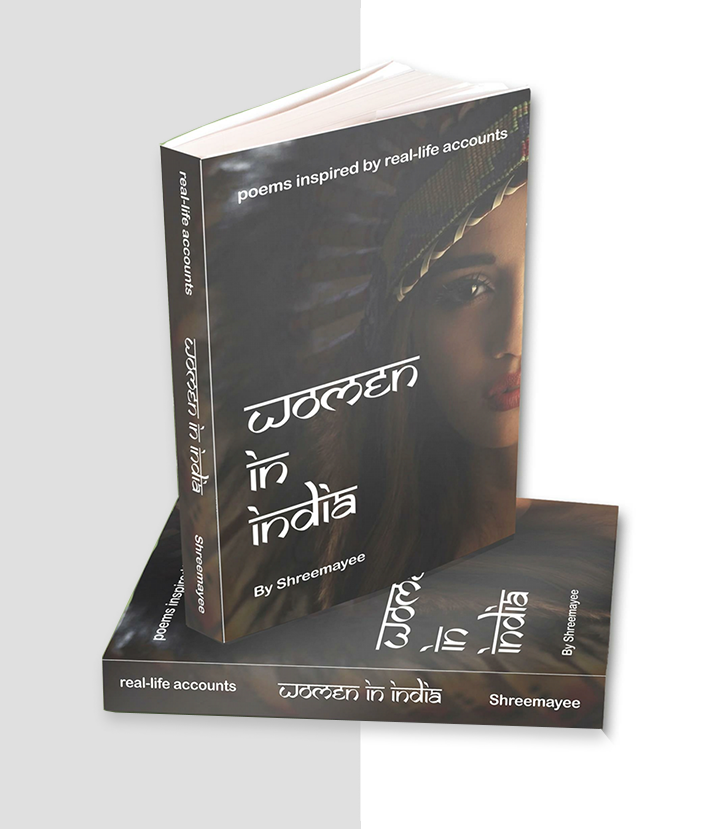 poems inspired by real-life accounts
women
in
india
By Shreemayee
real-life accounts
women in india
Shreemayee
poems
women
in
india
By Shreemayee
real-life accounts
women in india
Shreemayee